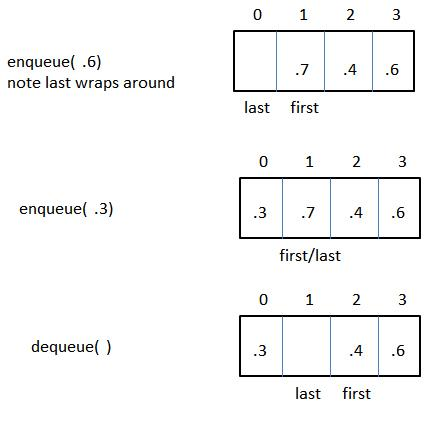 0 1 2 3
enqueue( .6)
note last wraps around
.7 .4 .6
last first
0 1 2 3
enqueue( .3)
.3 .7 .4 .6
first/last
0 1 2 3
dequeue( )
.3 .4 .6
last first